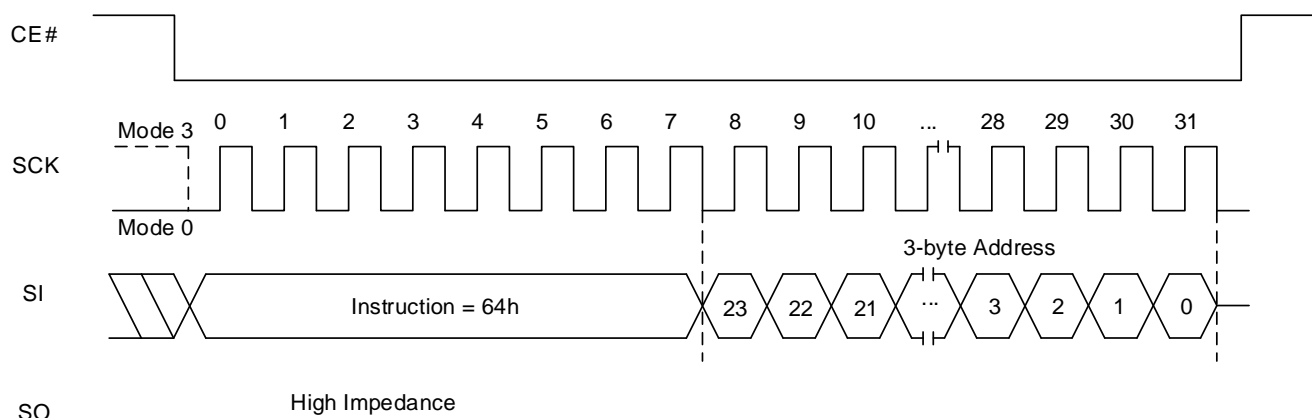 CE#
0 1 2 3 4 5 6 7 8 9 10 ... 28 29 30 31
Mode 3
SCK
Mode 0
3-byte Address
SI
Instruction = 64h
23 22 21 ... 3 2 1 0
High Impedance
SO